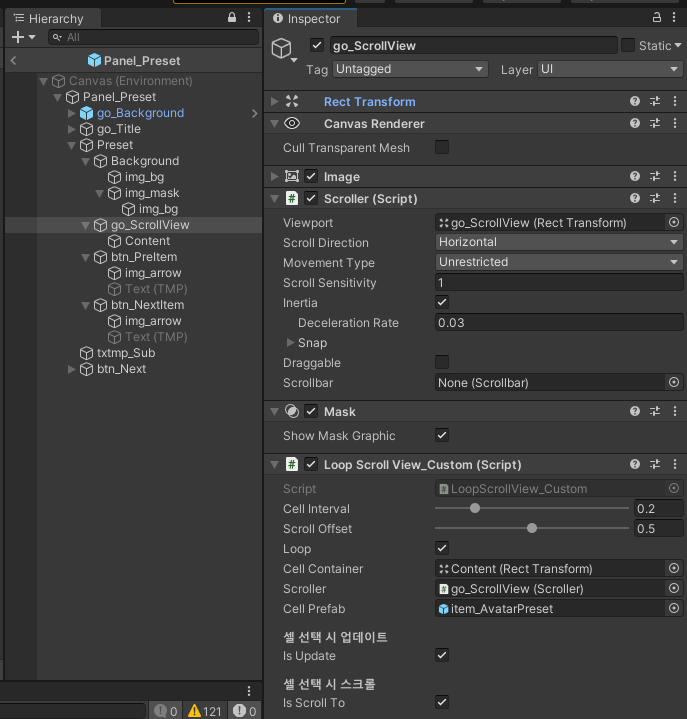 Hierarchy
All
Panel_Preset
Canvas (Environment)
Panel_Preset
go_Background
go_Title
Preset
Background
img_bg
img_mask
img_bg
go_ScrollView
Content
btn_PreItem
img_arrow
Text (TMP)
btn_NextItem
img_arrow
Text (TMP)
txtmp_Sub
btn_Next
0 121 0
Inspector
go_ScrollView Static
Tag Untagged Layer UI
Rect Transform
Canvas Renderer
Cull Transparent Mesh
Image
Scroller (Script)
Viewport go_ScrollView (Rect Transform)
Scroll Direction Horizontal
Movement Type Unrestricted
Scroll Sensitivity 1
Inertia
Deceleration Rate 0.03
Snap
Draggable
Scrollbar None (Scrollbar)
Mask
Show Mask Graphic
Loop Scroll View_Custom (Script)
Script LoopScrollView_Custom
Cell Interval 0.2
Scroll Offset 0.5
Loop
Cell Container Content (Rect Transform)
Scroller go_ScrollView (Scroller)
Cell Prefab item_AvatarPreset
셀 선택 시 업데이트
Is Update
셀 선택 시 스크롤
Is Scroll To